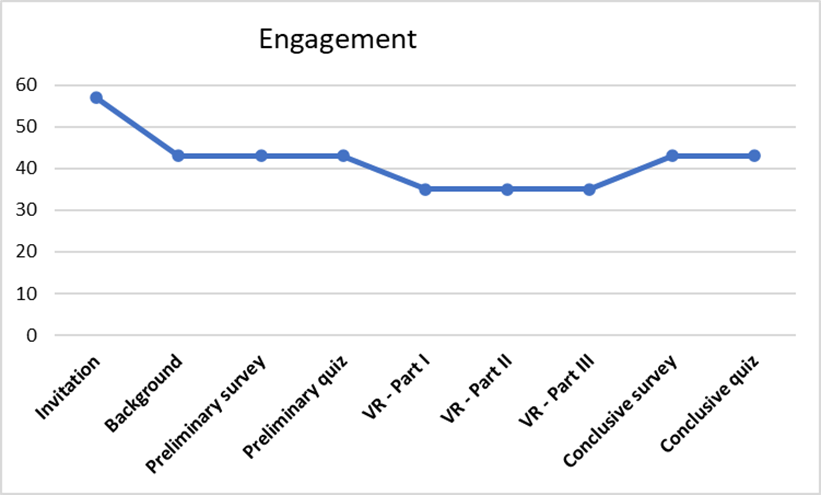 Engagement
60
50
40
30
20
10
0
Invitation
Background
Preliminary survey
Preliminary quiz
VR - Part I
VR - Part II
VR - Part III
Conclusive survey
Conclusive quiz